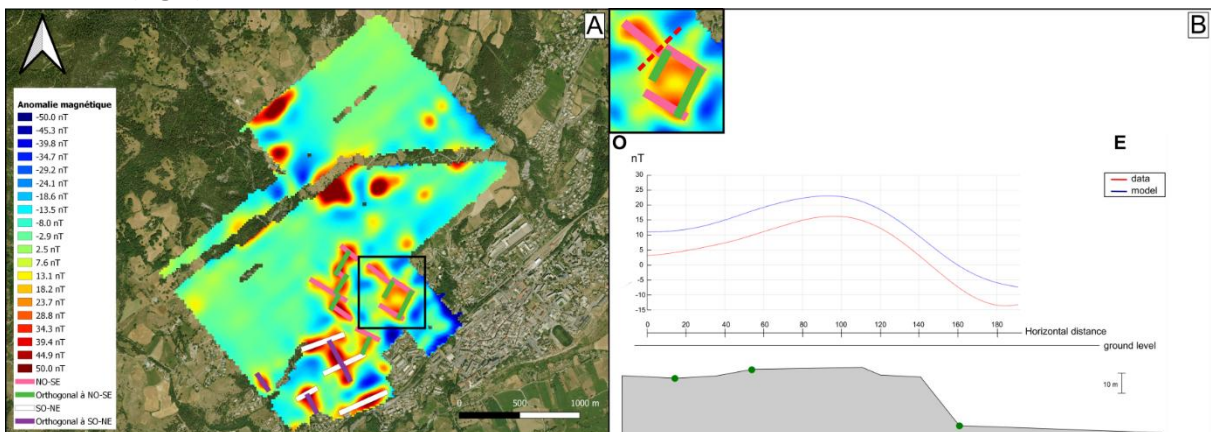 A
Anomalie magnétique
-50.0 nT
-45.3 nT
-39.8 nT
-34.7 nT
-29.2 nT
-24.1 nT
-18.6 nT
-13.5 nT
-8.0 nT
-2.9 nT
2.5 nT
7.6 nT
13.1 nT
18.2 nT
23.7 nT
28.8 nT
34.3 nT
39.4 nT
44.9 nT
50.0 nT
NO-SE
Orthogonal à NO-SE
SO-NE
Orthogonal à SO-NE
0 500 1000 m
B
O E
nT
data
model
30
25
20
15
10
5
0
-5
-10
-15
0 20 40 60 80 100 120 140 160 180
Horizontal distance
ground level
10 m